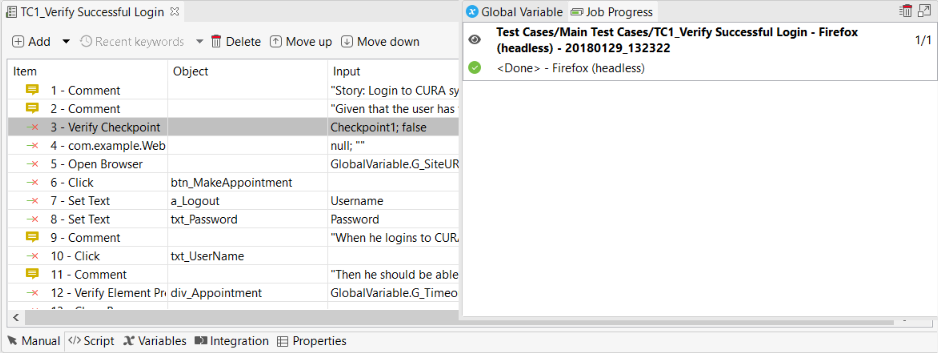 TC1_Verify Successful Login
Add Recent keywords Delete Move up Move down
Item Object Input
1 - Comment "Story: Login to CURA sy
2 - Comment "Given that the user has
3 - Verify Checkpoint Checkpoint1; false
4 - com.example.Web null; ""
5 - Open Browser GlobalVariable.G_SiteUR
6 - Click btn_MakeAppointment
7 - Set Text a_Logout Username
8 - Set Text txt_Password Password
9 - Comment "When he logins to CURA
10 - Click txt_UserName
11 - Comment "Then he should be able
12 - Verify Element Pre div_Appointment GlobalVariable.G_Timeo
Manual Script Variables Integration Properties
Global Variable Job Progress
Test Cases/Main Test Cases/TC1_Verify Successful Login - Firefox 1/1
(headless) - 20180129_132322
<Done> - Firefox (headless)